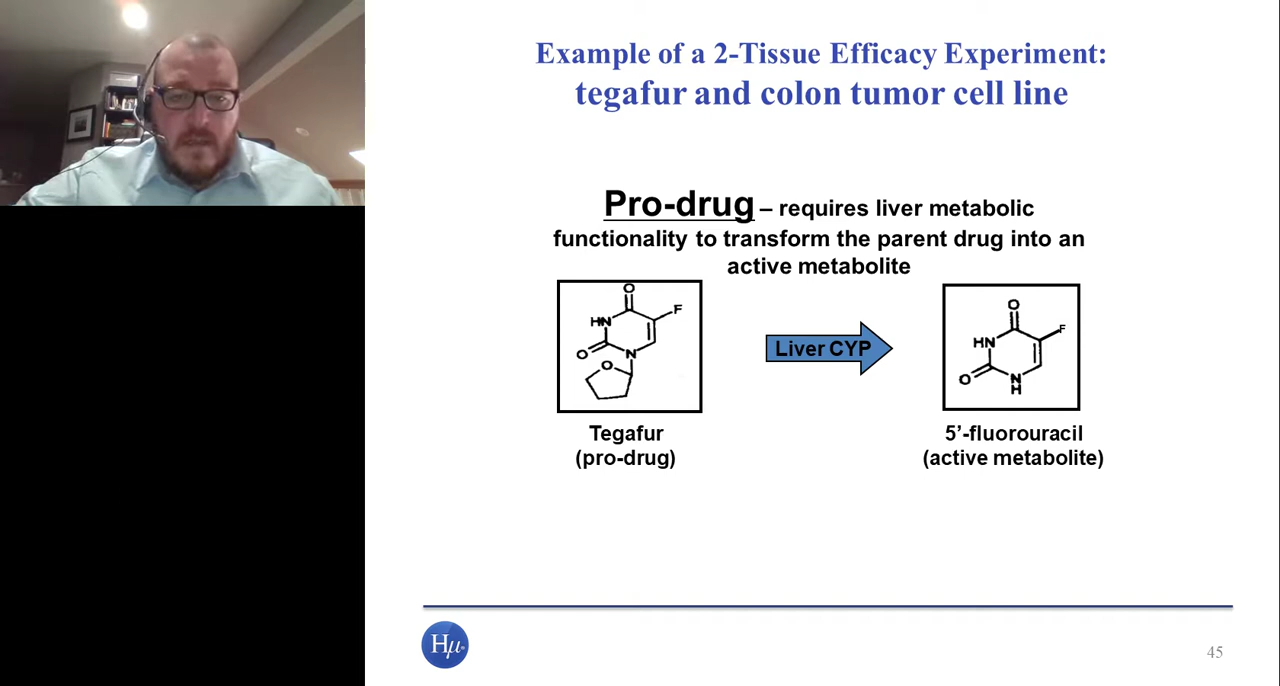 Example of a 2-Tissue Efficacy Experiment:
tegafur and colon tumor cell line
Pro-drug – requires liver metabolic
functionality to transform the parent drug into an
active metabolite
O
F
HN
O
N
O
Liver CYP
O
F
HN
O
N
H
Tegafur
(pro-drug)
5’-fluorouracil
(active metabolite)
Hμ
45